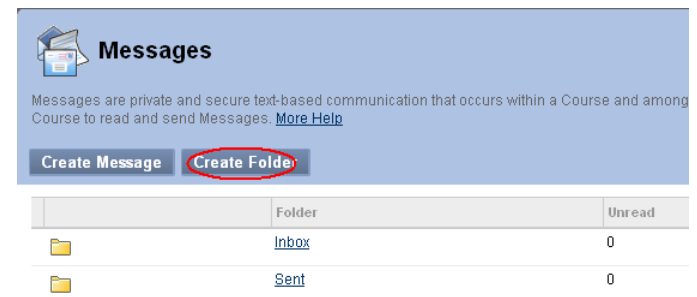 Messages
Messages are private and secure text-based communication that occurs within a Course and among
Course to read and send Messages. More Help
Create Message Create Folder
Folder Unread
Inbox 0
Sent 0